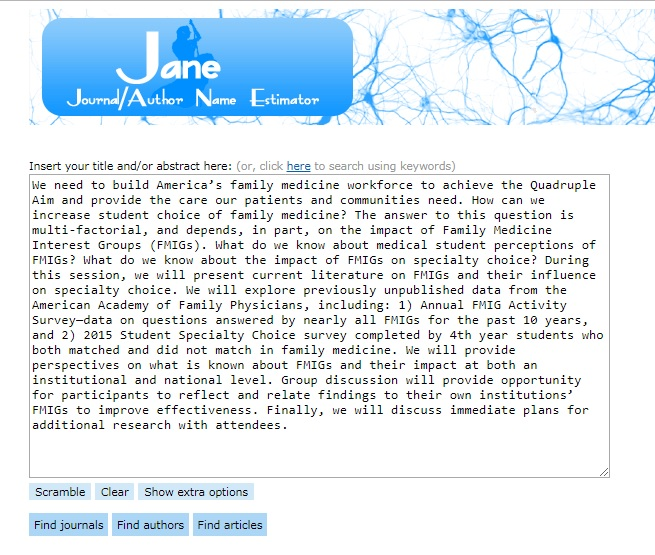 Jane
Journal/Author Name Estimator
Insert your title and/or abstract here: (or, click here to search using keywords)
We need to build America’s family medicine workforce to achieve the Quadruple
Aim and provide the care our patients and communities need. How can we
increase student choice of family medicine? The answer to this question is
multi-factorial, and depends, in part, on the impact of Family Medicine
Interest Groups (FMIGs). What do we know about medical student perceptions of
FMIGs? What do we know about the impact of FMIGs on specialty choice? During
this session, we will present current literature on FMIGs and their influence
on specialty choice. We will explore previously unpublished data from the
American Academy of Family Physicians, including: 1) Annual FMIG Activity
Survey—data on questions answered by nearly all FMIGs for the past 10 years,
and 2) 2015 Student Specialty Choice survey completed by 4th year students who
both matched and did not match in family medicine. We will provide
perspectives on what is known about FMIGs and their impact at both an
institutional and national level. Group discussion will provide opportunity
for participants to reflect and relate findings to their own institutions’
FMIGs to improve effectiveness. Finally, we will discuss immediate plans for
additional research with attendees.
Scramble Clear Show extra options
Find journals Find authors Find articles